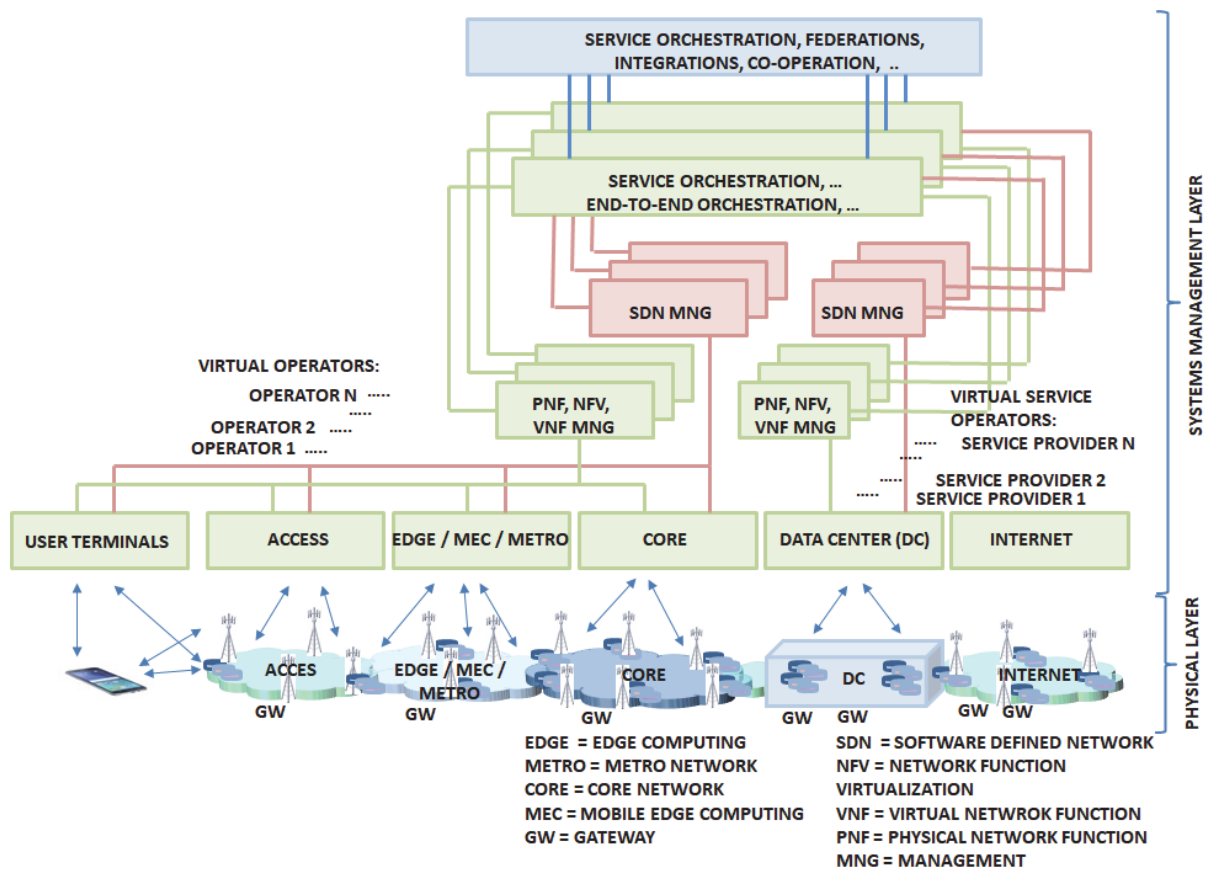 SERVICE ORCHESTRATION, FEDERATIONS,
INTEGRATIONS, CO-OPERATION, ..
SERVICE ORCHESTRATION, ...
END-TO-END ORCHESTRATION, ...
SDN MNG
SDN MNG
VIRTUAL OPERATORS:
OPERATOR N .....
.....
OPERATOR 2 .....
OPERATOR 1 .....
PNF, NFV,
VNF MNG
PNF, NFV,
VNF MNG
VIRTUAL SERVICE
OPERATORS:
..... SERVICE PROVIDER N
.....
..... SERVICE PROVIDER 2
..... SERVICE PROVIDER 1
SYSTEMS MANAGEMENT LAYER
USER TERMINALS
ACCESS
EDGE / MEC / METRO
CORE
DATA CENTER (DC)
INTERNET
ACCES
EDGE / MEC /
METRO
CORE
DC
INTERNET
GW
GW
GW
GW
GW
GW
GW
PHYSICAL LAYER
EDGE = EDGE COMPUTING
METRO = METRO NETWORK
CORE = CORE NETWORK
MEC = MOBILE EDGE COMPUTING
GW = GATEWAY
SDN = SOFTWARE DEFINED NETWORK
NFV = NETWORK FUNCTION
VIRTUALIZATION
VNF = VIRTUAL NETWROK FUNCTION
PNF = PHYSICAL NETWORK FUNCTION
MNG = MANAGEMENT